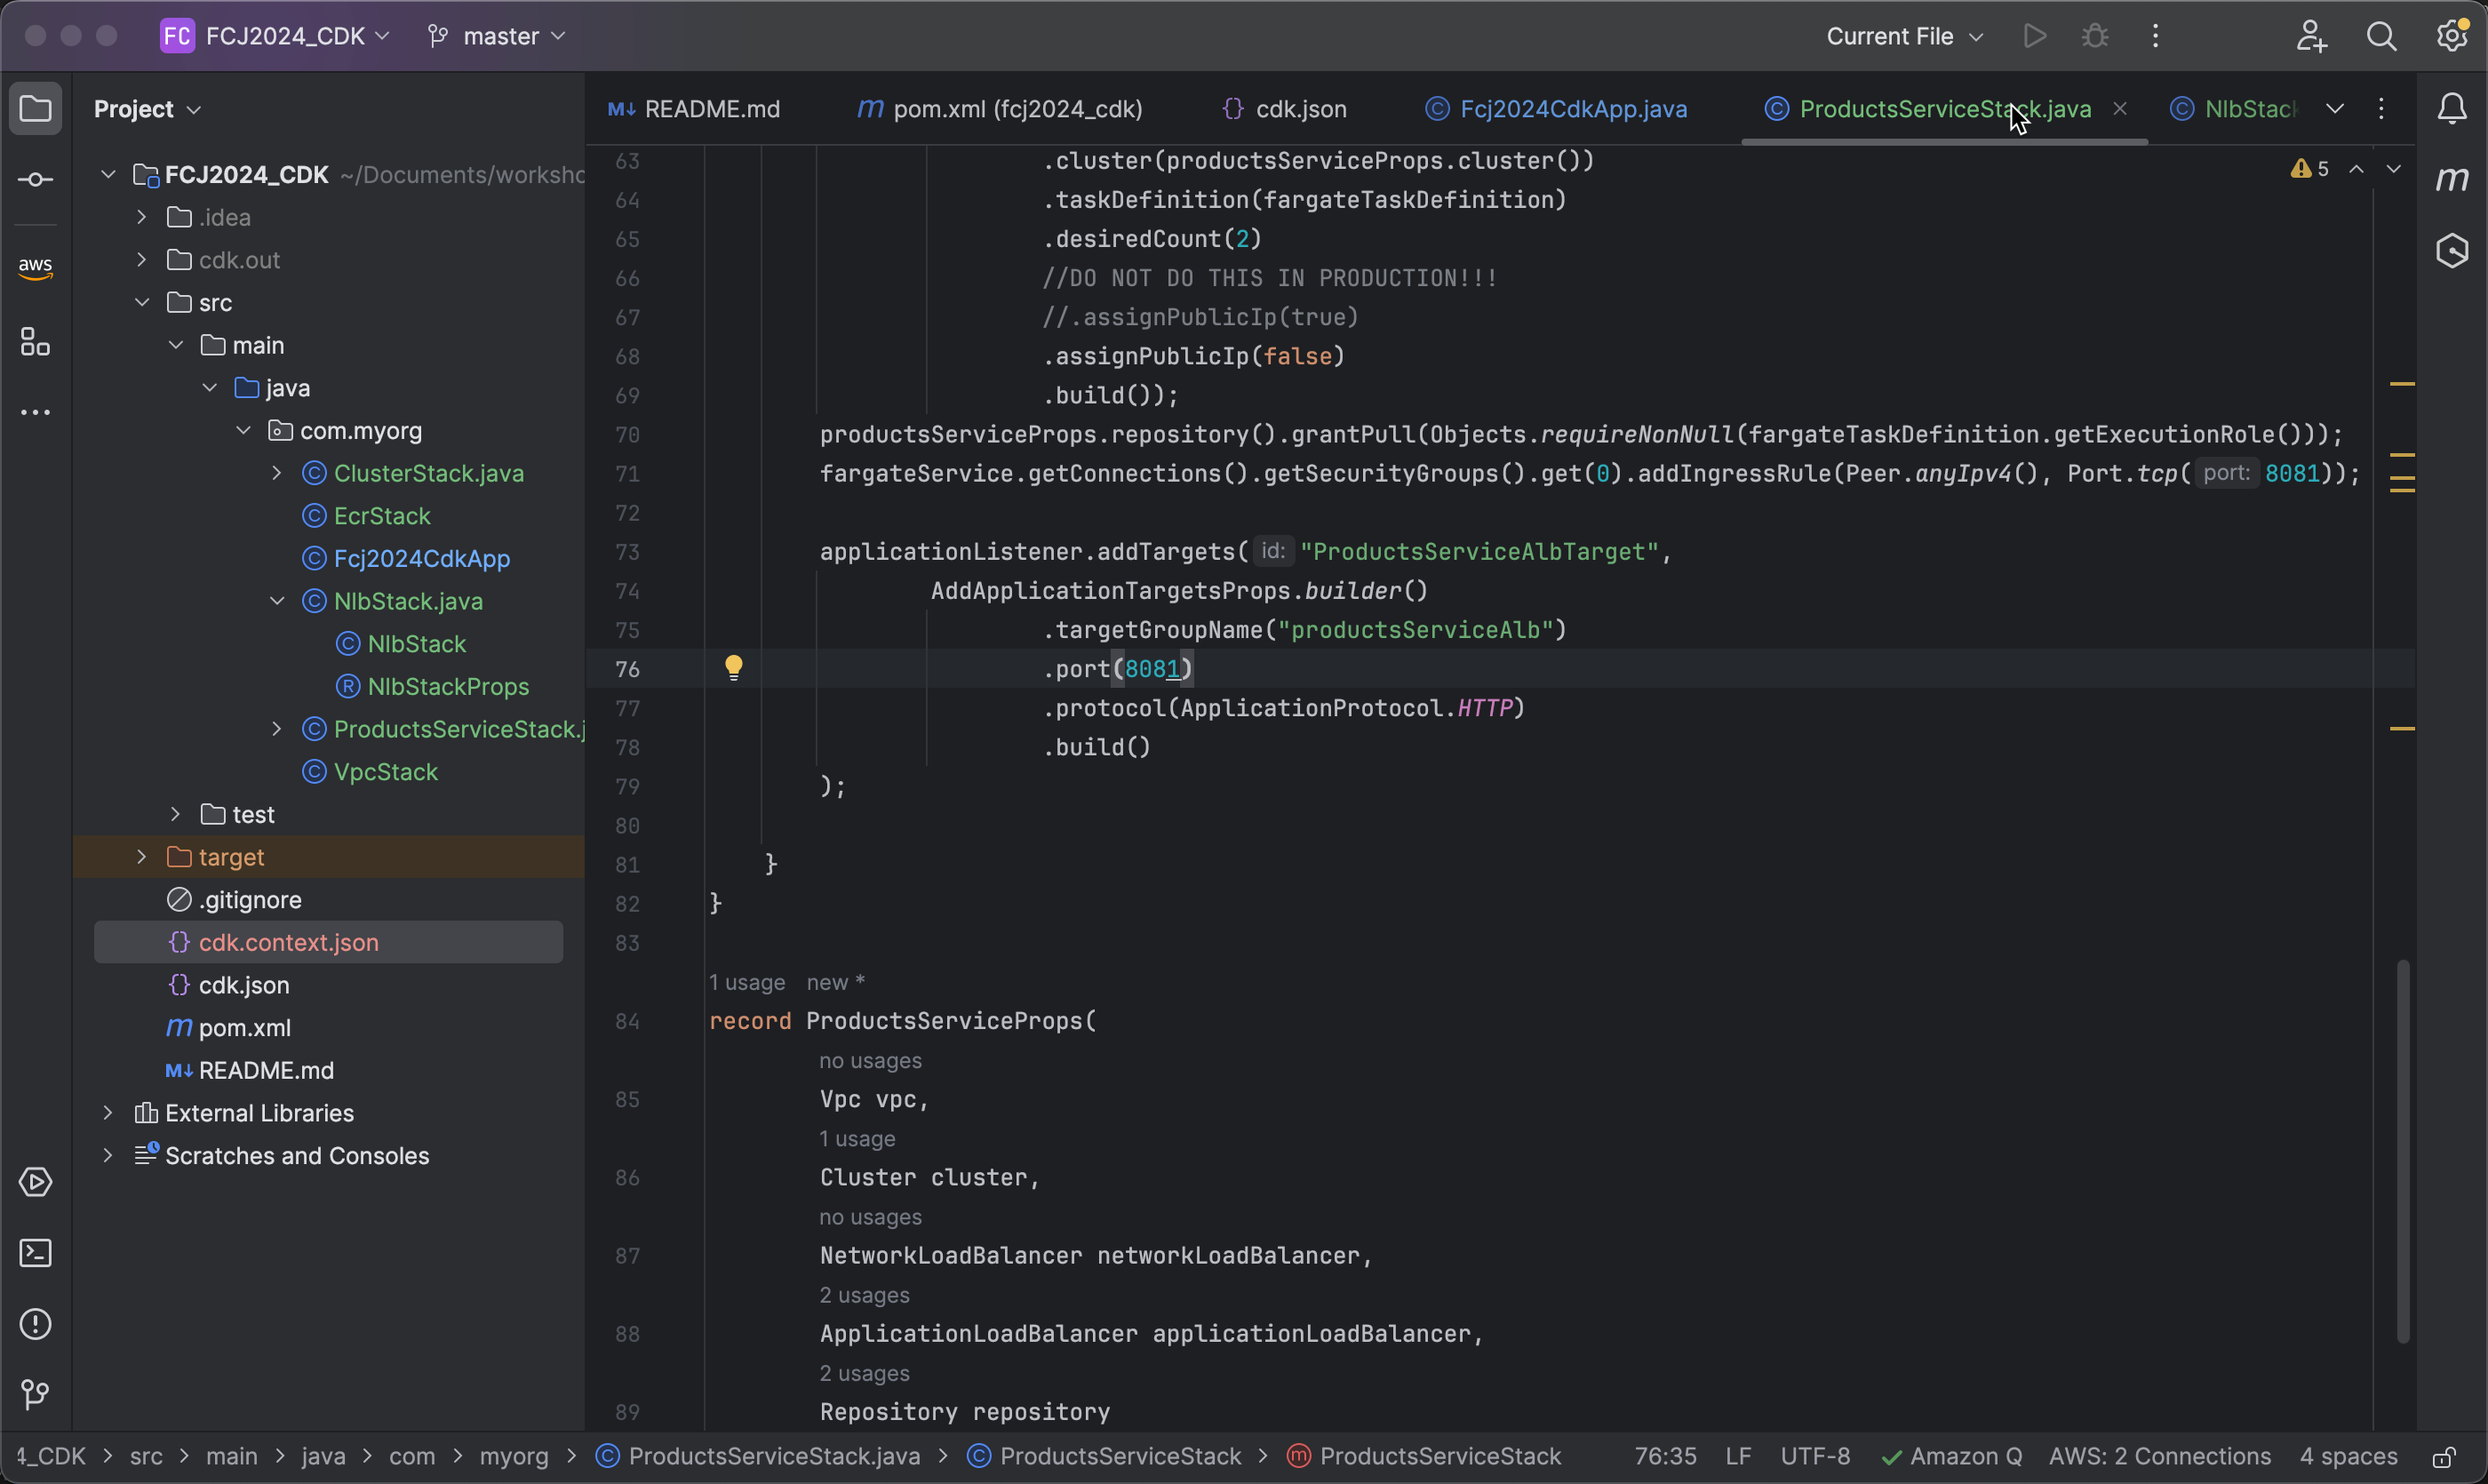 FC FCJ2024_CDK master Current File
Project
README.md
pom.xml (fcj2024_cdk)
cdk.json
Fcj2024CdkApp.java
ProductsServiceStack.java
NlbStack
FCJ2024_CDK ~/Documents/worksho
.idea
cdk.out
src
main
java
com.myorg
ClusterStack.java
EcrStack
Fcj2024CdkApp
NlbStack.java
NlbStack
NlbStackProps
ProductsServiceStack.j
VpcStack
test
target
.gitignore
cdk.context.json
cdk.json
pom.xml
README.md
External Libraries
Scratches and Consoles
aws
5
63 .cluster(productsServiceProps.cluster())
64 .taskDefinition(fargateTaskDefinition)
65 .desiredCount(2)
66 //DO NOT DO THIS IN PRODUCTION!!!
67 //.assignPublicIp(true)
68 .assignPublicIp(false)
69 .build());
70 productsServiceProps.repository().grantPull(Objects.requireNonNull(fargateTaskDefinition.getExecutionRole()));
71 fargateService.getConnections().getSecurityGroups().get(0).addIngressRule(Peer.anyIpv4(), Port.tcp( port: 8081));
72
73 applicationListener.addTargets( id: "ProductsServiceAlbTarget",
74 AddApplicationTargetsProps.builder()
75 .targetGroupName("productsServiceAlb")
76 .port(8081)
77 .protocol(ApplicationProtocol.HTTP)
78 .build()
79 );
80
81 }
82 }
83
1 usage new *
84 record ProductsServiceProps(
no usages
85 Vpc vpc,
1 usage
86 Cluster cluster,
no usages
87 NetworkLoadBalancer networkLoadBalancer,
2 usages
88 ApplicationLoadBalancer applicationLoadBalancer,
2 usages
89 Repository repository
4_CDK > src > main > java > com > myorg > ProductsServiceStack.java > ProductsServiceStack > ProductsServiceStack 76:35 LF UTF-8 Amazon Q AWS: 2 Connections 4 spaces